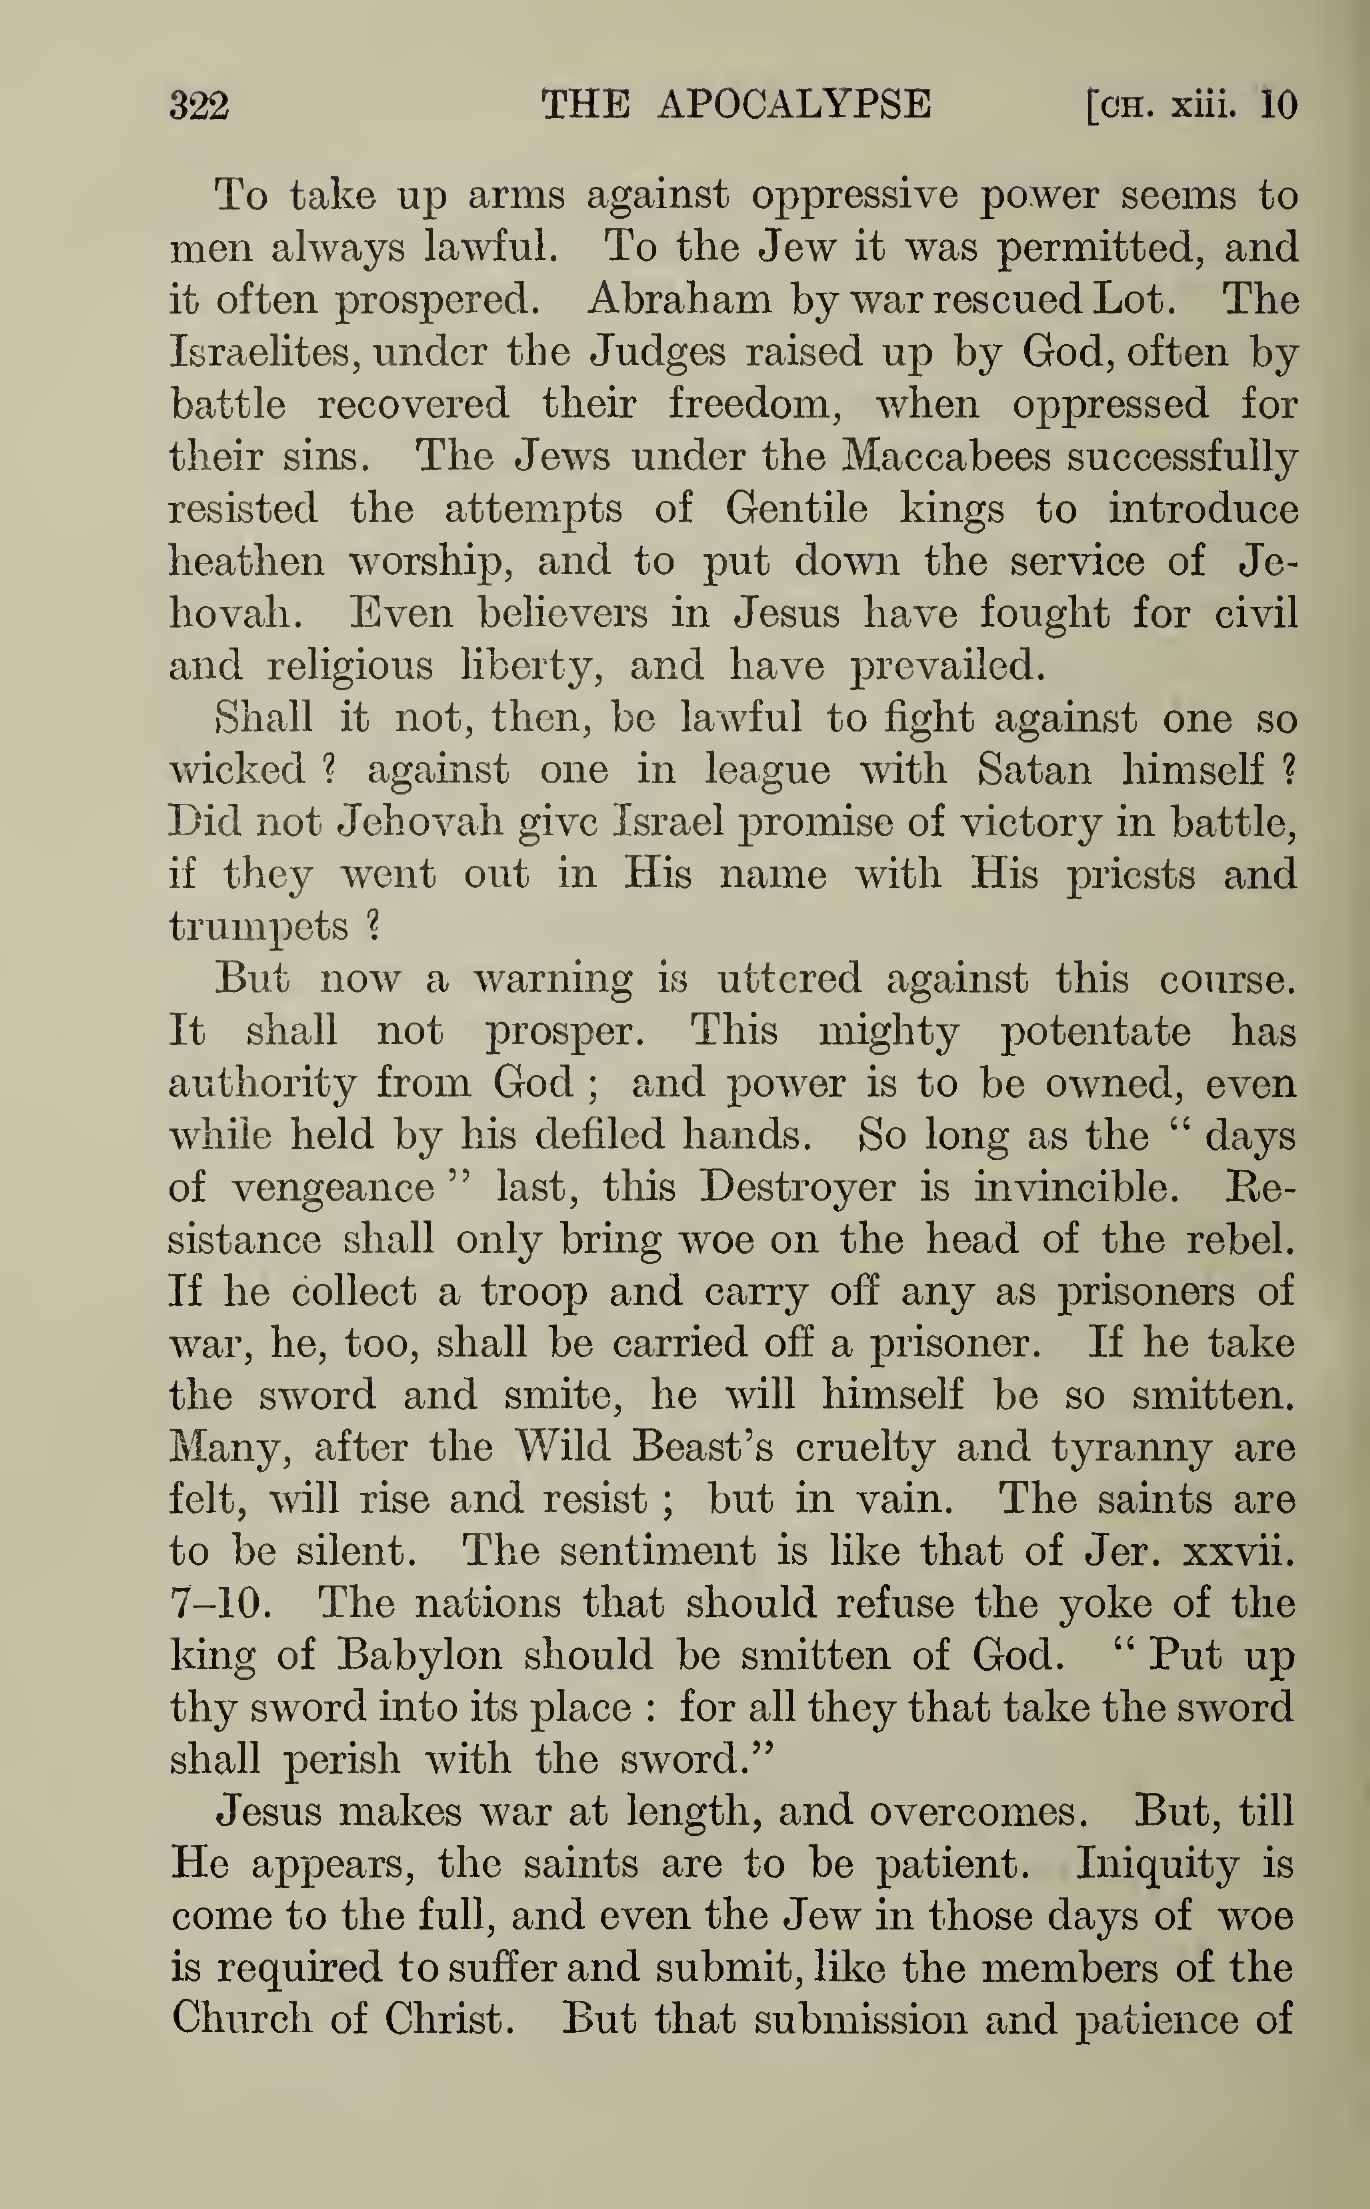 322 THE APOCALYPSE [CH. xiii. 10
To take up arms against oppressive power seems to
men always lawful. To the Jew it was permitted, and
it often prospered. Abraham by war rescued Lot. The
Israelites, under the Judges raised up by God, often by
battle recovered their freedom, when oppressed for
their sins. The Jews under the Maccabees successfully
resisted the attempts of Gentile kings to introduce
heathen worship, and to put down the service of Je-
hovah. Even believers in Jesus have fought for civil
and religious liberty, and have prevailed.
Shall it not, then, be lawful to fight against one so
wicked ? against one in league with Satan himself ?
Did not Jehovah give Israel promise of victory in battle,
if they went out in His name with His priests and
trumpets ?
But now a warning is uttered against this course.
It shall not prosper. This mighty potentate has
authority from God ; and power is to be owned, even
while held by his defiled hands. So long as the “ days
of vengeance ” last, this Destroyer is invincible. Re-
sistance shall only bring woe on the head of the rebel.
If he collect a troop and carry off any as prisoners of
war, he, too, shall be carried off a prisoner. If he take
the sword and smite, he will himself be so smitten.
Many, after the Wild Beast’s cruelty and tyranny are
felt, will rise and resist ; but in vain. The saints are
to be silent. The sentiment is like that of Jer. xxvii.
7–10. The nations that should refuse the yoke of the
king of Babylon should be smitten of God. “ Put up
thy sword into its place : for all they that take the sword
shall perish with the sword.”
Jesus makes war at length, and overcomes. But, till
He appears, the saints are to be patient. Iniquity is
come to the full, and even the Jew in those days of woe
is required to suffer and submit, like the members of the
Church of Christ. But that submission and patience of